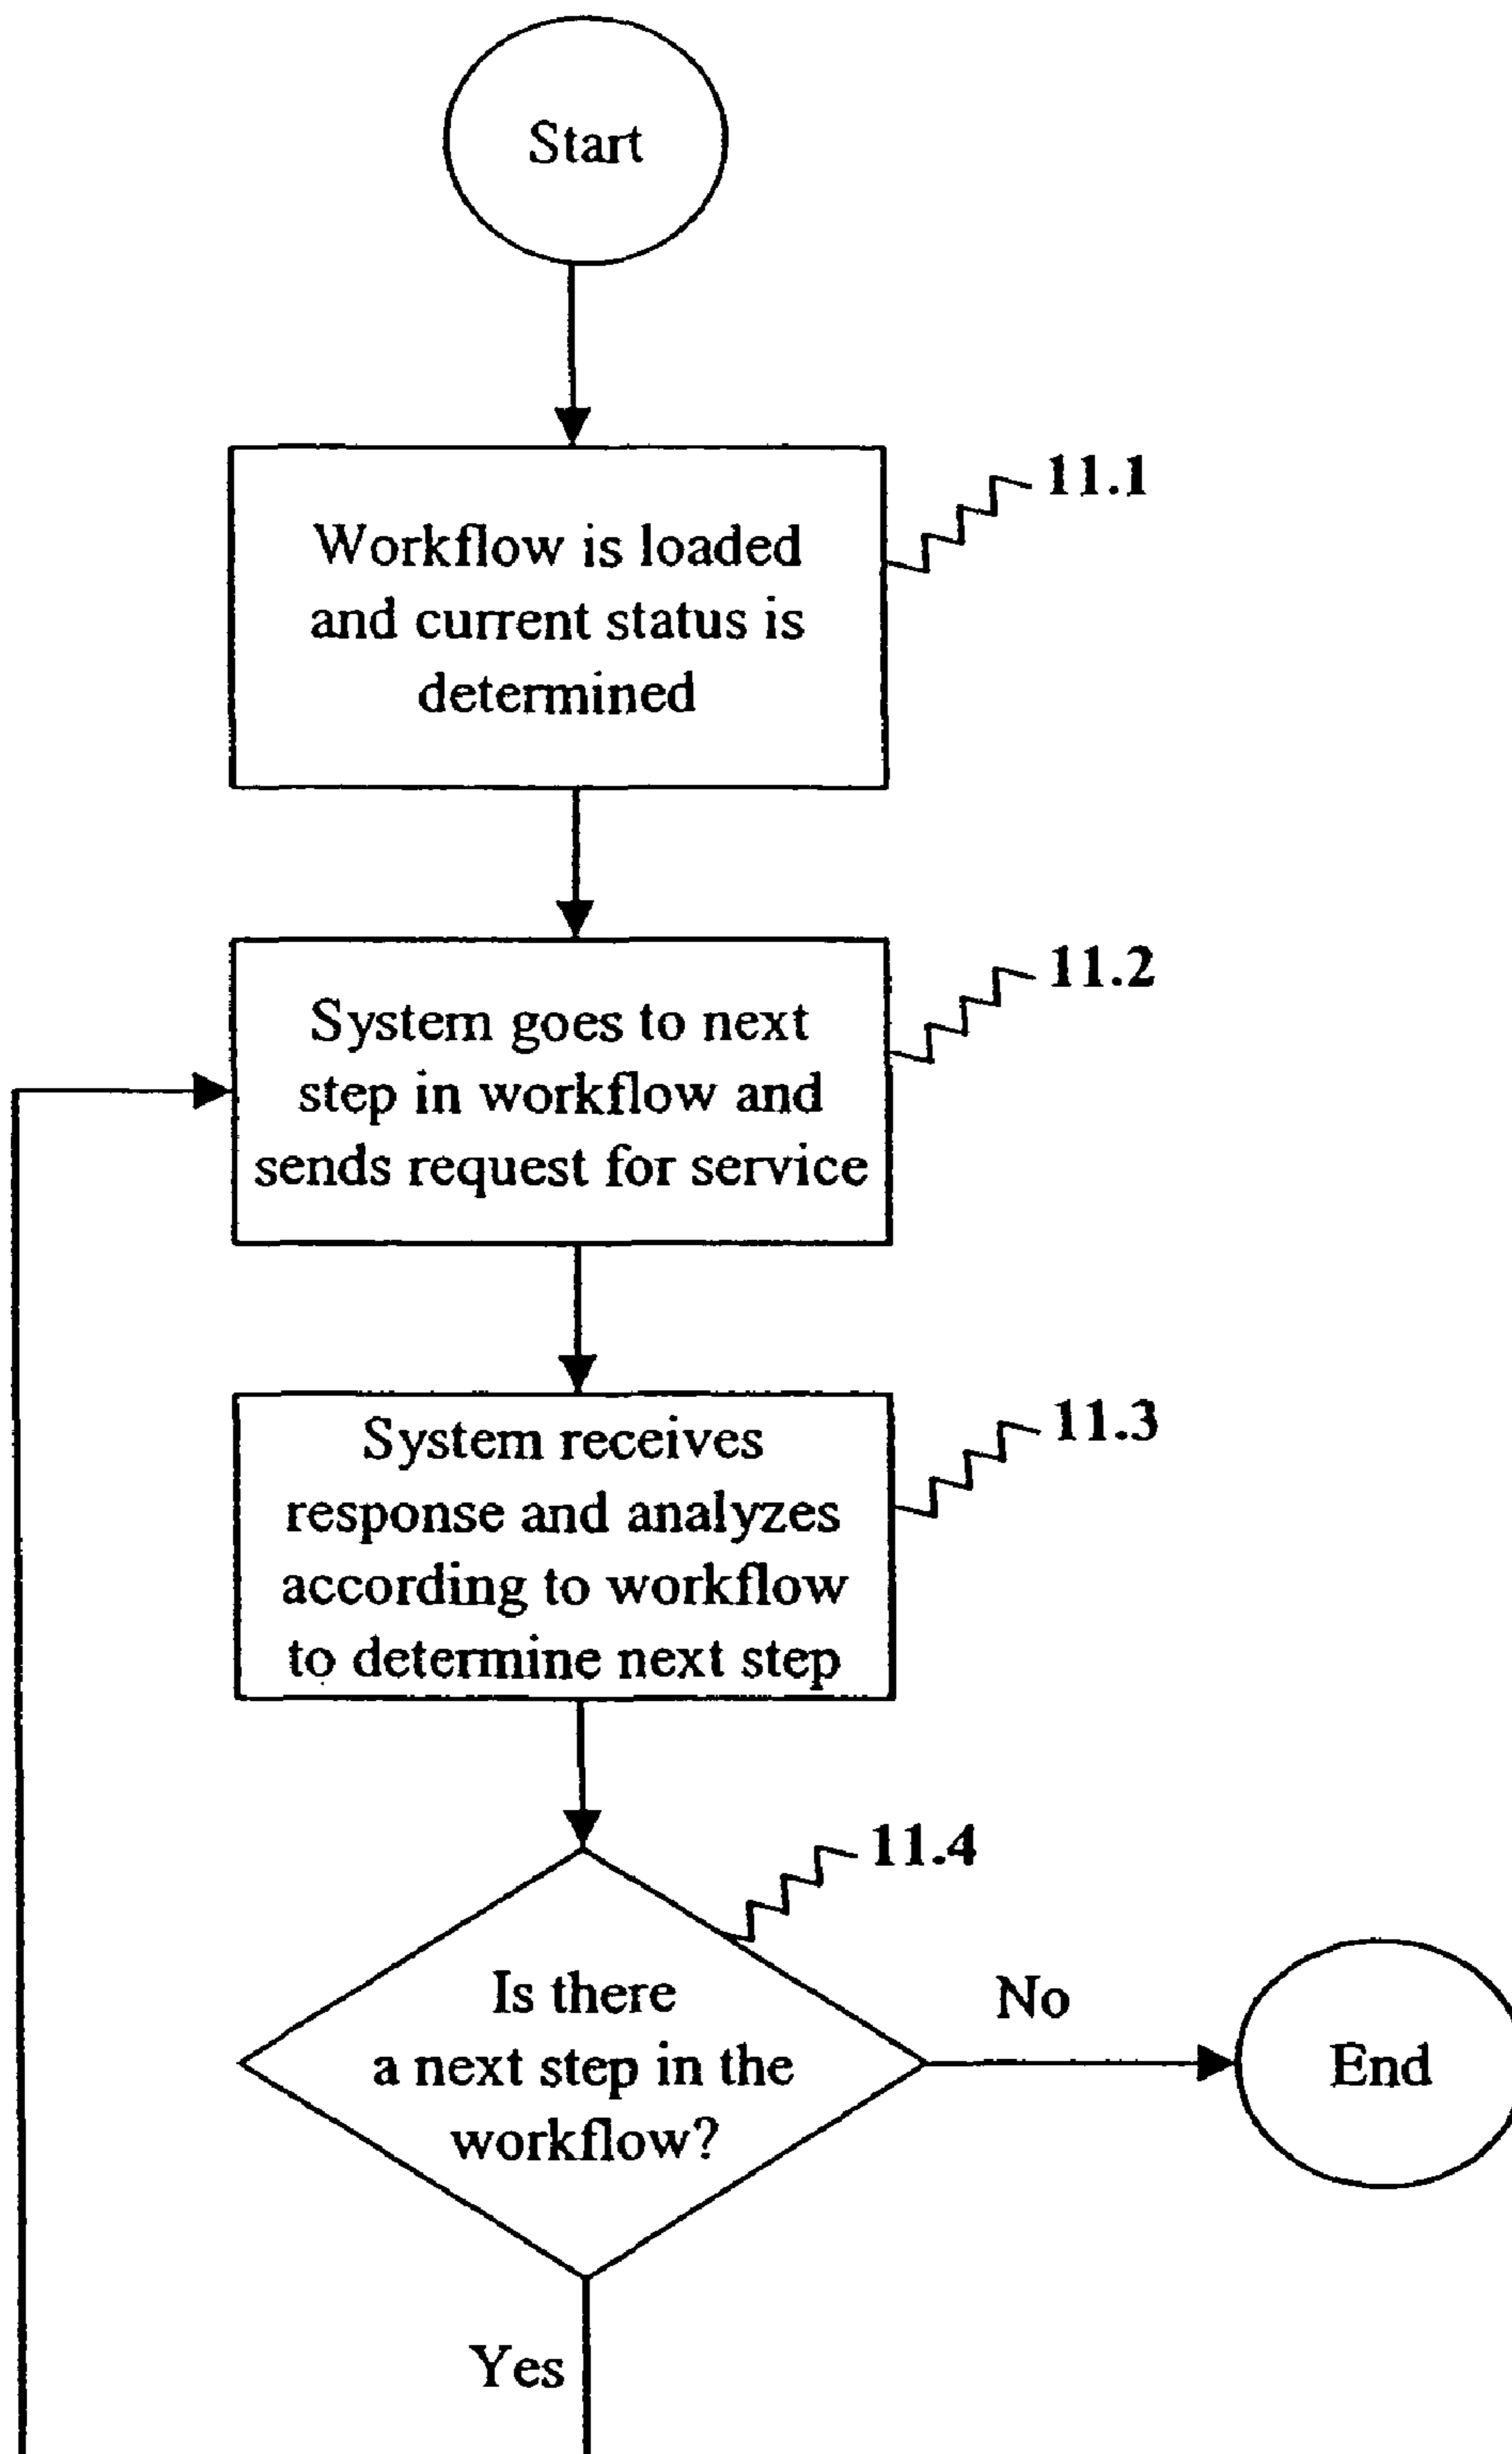 Start
11.1
Workflow is loaded
and current status is
determined
11.2
System goes to next
step in workflow and
sends request for service
11.3
System receives
response and analyzes
according to workflow
to determine next step
11.4
Is there
a next step in the
workflow?
No
End
Yes